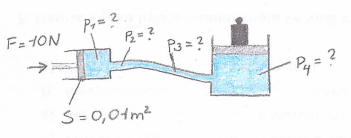 F=10N
P₁=?
P₂=?
P₃=?
P₄=?
S=0,01m²